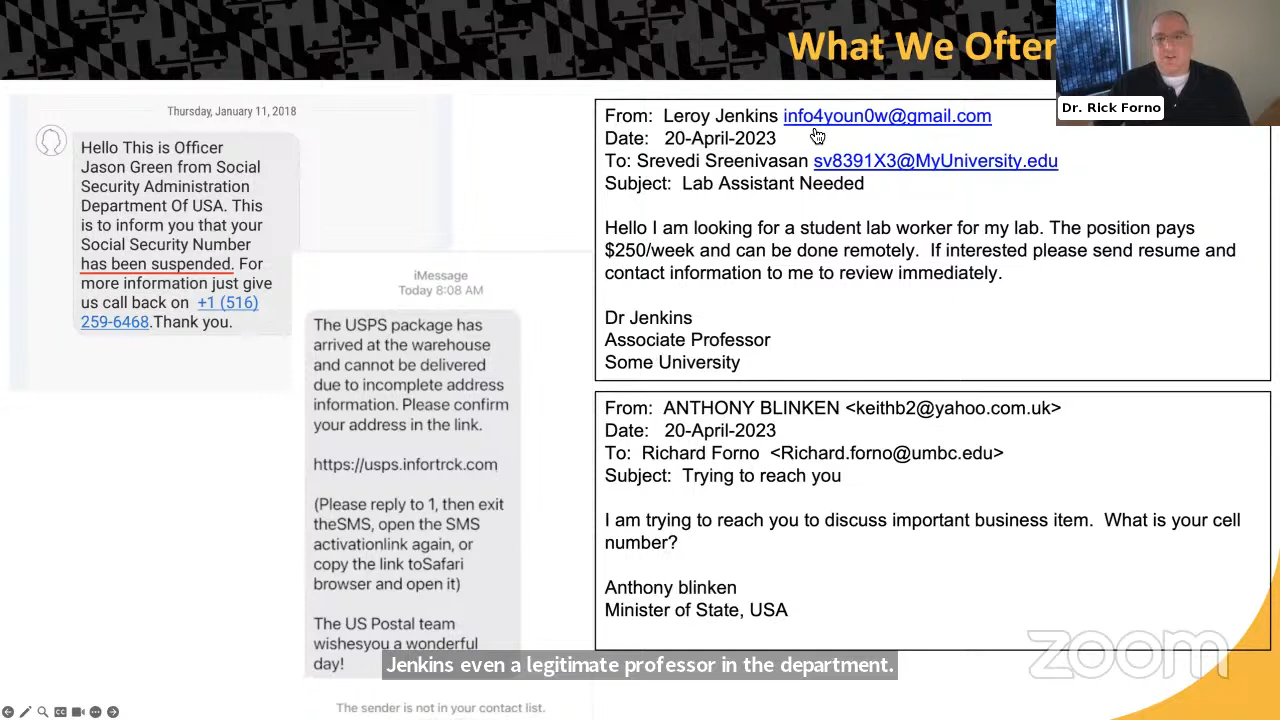 What We Ofter
Dr. Rick Forno
Thursday, January 11, 2018
Hello This is Officer
Jason Green from Social
Security Administration
Department Of USA. This
is to inform you that your
Social Security Number
has been suspended. For
more information just give
us call back on +1 (516)
259-6468.Thank you.
iMessage
Today 8:08 AM
The USPS package has
arrived at the warehouse
and cannot be delivered
due to incomplete address
information. Please confirm
your address in the link.
https://usps.infortrck.com
(Please reply to 1, then exit
theSMS, open the SMS
activationlink again, or
copy the link toSafari
browser and open it)
The US Postal team
wishesyou a wonderful
day!
The sender is not in your contact list.
From: Leroy Jenkins info4youn0w@gmail.com
Date: 20-April-2023
To: Srevedi Sreenivasan sv8391X3@MyUniversity.edu
Subject: Lab Assistant Needed
Hello I am looking for a student lab worker for my lab. The position pays
$250/week and can be done remotely. If interested please send resume and
contact information to me to review immediately.
Dr Jenkins
Associate Professor
Some University
From: ANTHONY BLINKEN <keithb2@yahoo.com.uk>
Date: 20-April-2023
To: Richard Forno <Richard.forno@umbc.edu>
Subject: Trying to reach you
I am trying to reach you to discuss important business item. What is your cell
number?
Anthony blinken
Minister of State, USA
zoom
Jenkins even a legitimate professor in the department.